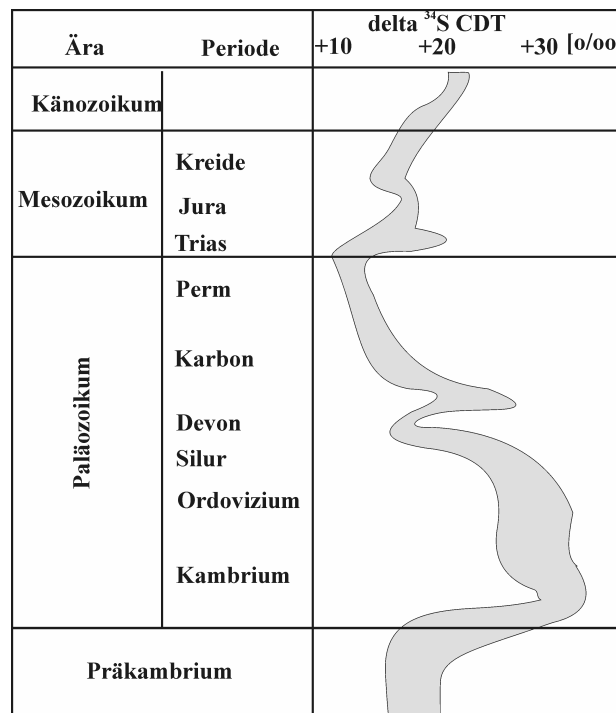 delta ³⁴S CDT
Ära Periode +10 +20 +30 [o/oo
Känozoikum
Kreide
Mesozoikum
Jura
Trias
Perm
Karbon
Paläozoikum
Devon
Silur
Ordovizium
Kambrium
Präkambrium